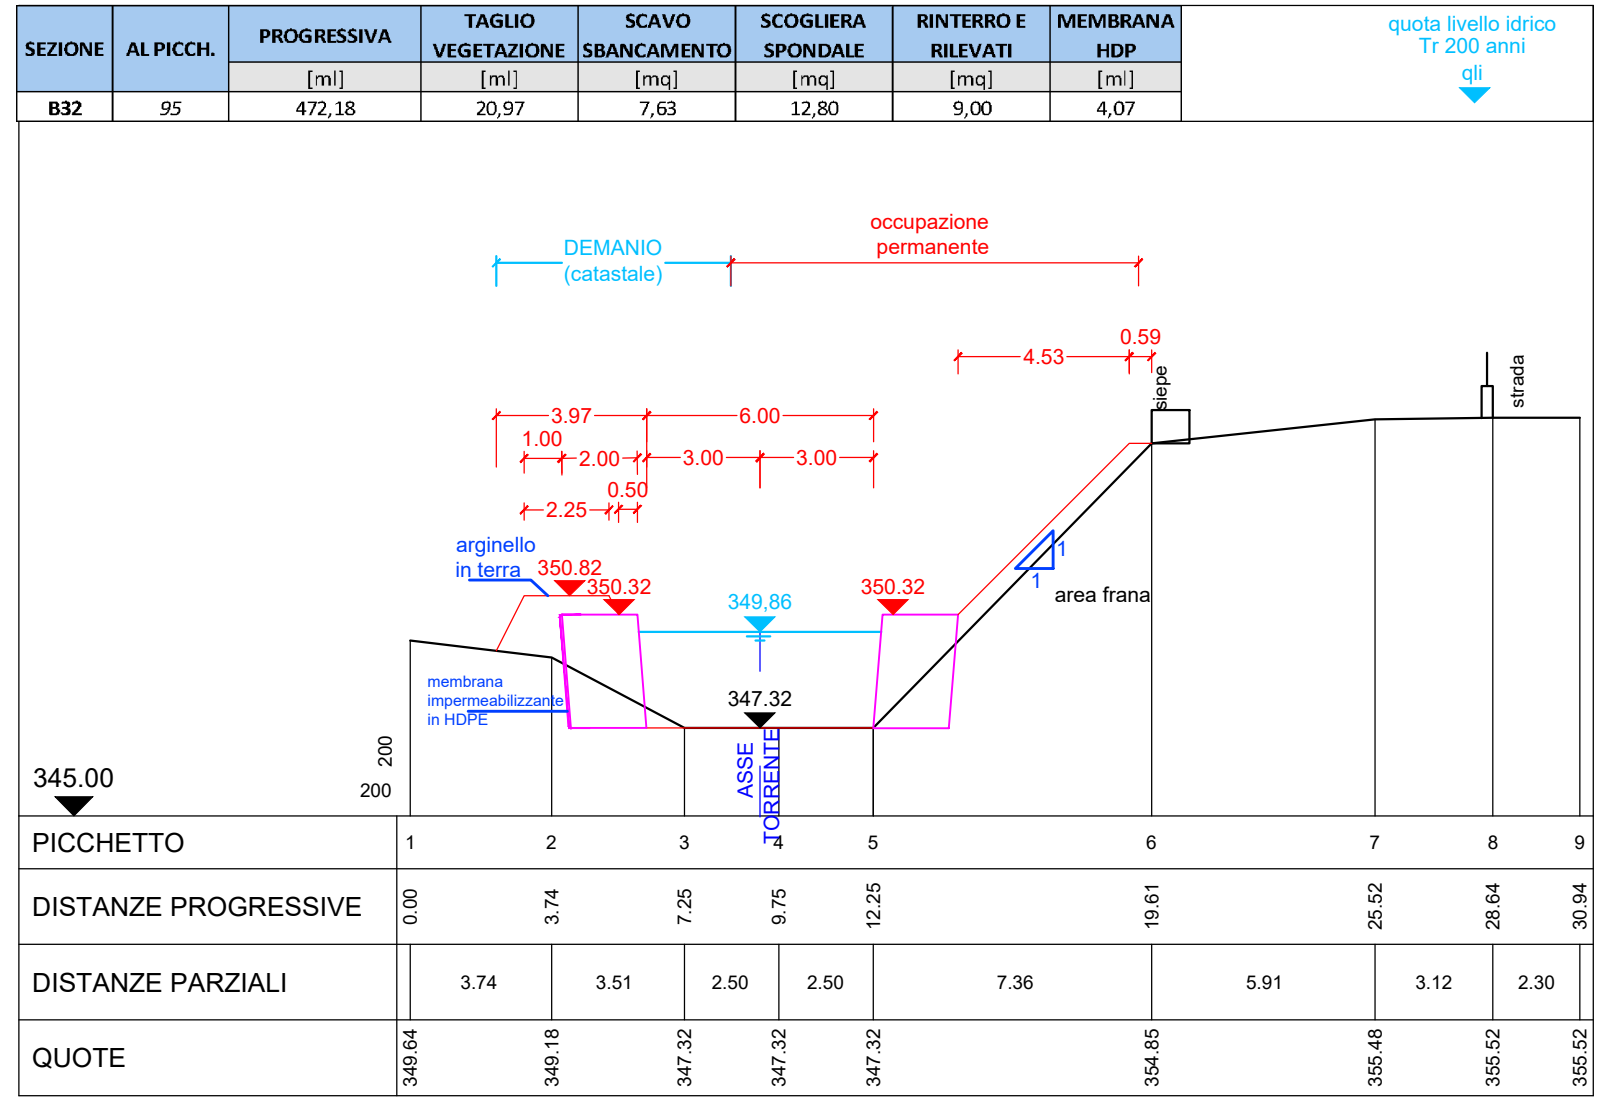 SEZIONE AL PICCH. PROGRESSIVA TAGLIO VEGETAZIONE SCAVO SBANCAMENTO SCOGLIERA SPONDALE RINTERRO E RILEVATI MEMBRANA HDP
[ml] [ml] [mq] [mq] [mq] [ml]
B32 95 472,18 20,97 7,63 12,80 9,00 4,07
quota livello idrico
Tr 200 anni
qli
occupazione
permanente
DEMANIO
(catastale)
0.59
4.53
siepe
strada
3.97 6.00
1.00
2.00 3.00 3.00
0.50
2.25
arginello
in terra
350.82
350.32
350.32
349,86
1
1
area frana
membrana
impermeabilizzante
in HDPE
347.32
ASSE
TORRENTE
200
200
345.00
PICCHETTO 1 2 3 4 5 6 7 8 9
DISTANZE PROGRESSIVE 0.00 3.74 7.25 9.75 12.25 19.61 25.52 28.64 30.94
DISTANZE PARZIALI 3.74 3.51 2.50 2.50 7.36 5.91 3.12 2.30
QUOTE 349.64 349.18 347.32 347.32 347.32 354.85 355.48 355.52 355.52